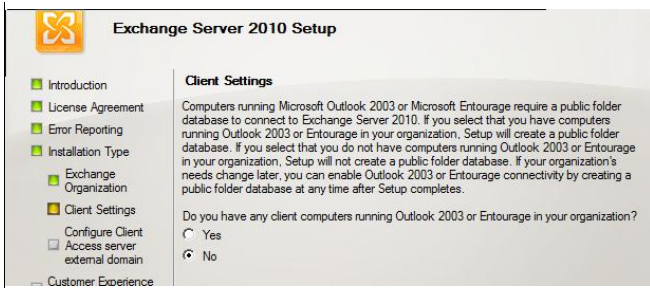 Exchange Server 2010 Setup
Introduction
License Agreement
Error Reporting
Installation Type
Exchange
Organization
Client Settings
Configure Client
Access server
external domain
Customer Experience
Client Settings
Computers running Microsoft Outlook 2003 or Microsoft Entourage require a public folder
database to connect to Exchange Server 2010. If you select that you have computers
running Outlook 2003 or Entourage in your organization, Setup will create a public folder
database. If you select that you do not have computers running Outlook 2003 or Entourage
in your organization, Setup will not create a public folder database. If your organization's
needs change later, you can enable Outlook 2003 or Entourage connectivity by creating a
public folder database at any time after Setup completes.
Do you have any client computers running Outlook 2003 or Entourage in your organization?
Yes
No